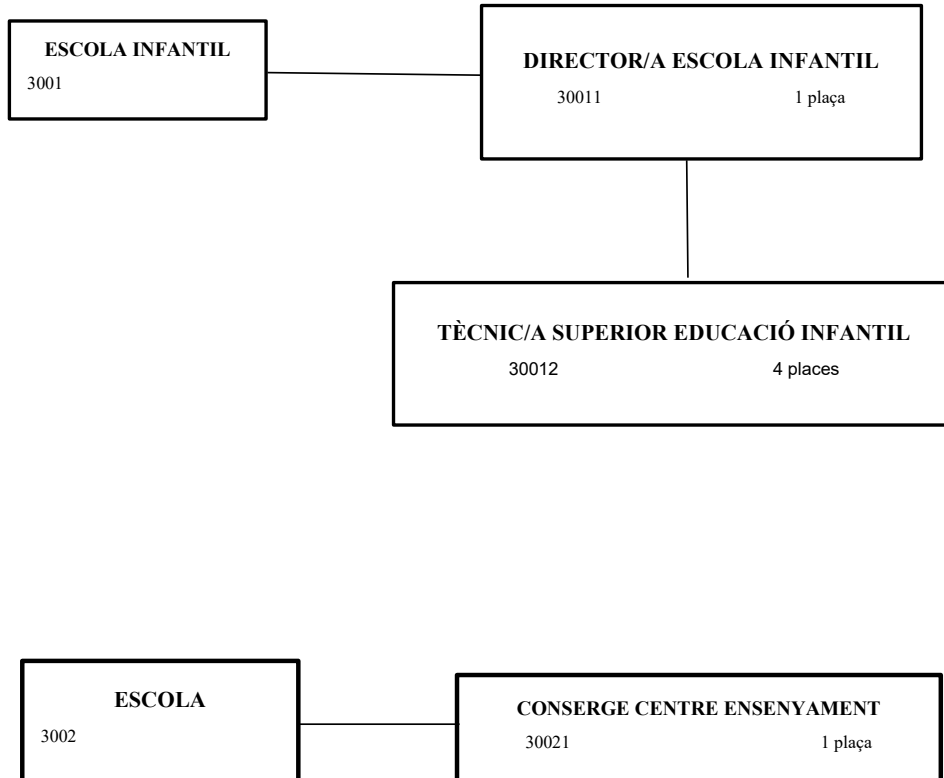 ESCOLA INFANTIL
3001
DIRECTOR/A ESCOLA INFANTIL
30011 1 plaça
TÈCNIC/A SUPERIOR EDUCACIÓ INFANTIL
30012 4 places
ESCOLA
3002
CONSERGE CENTRE ENSENYAMENT
30021 1 plaça